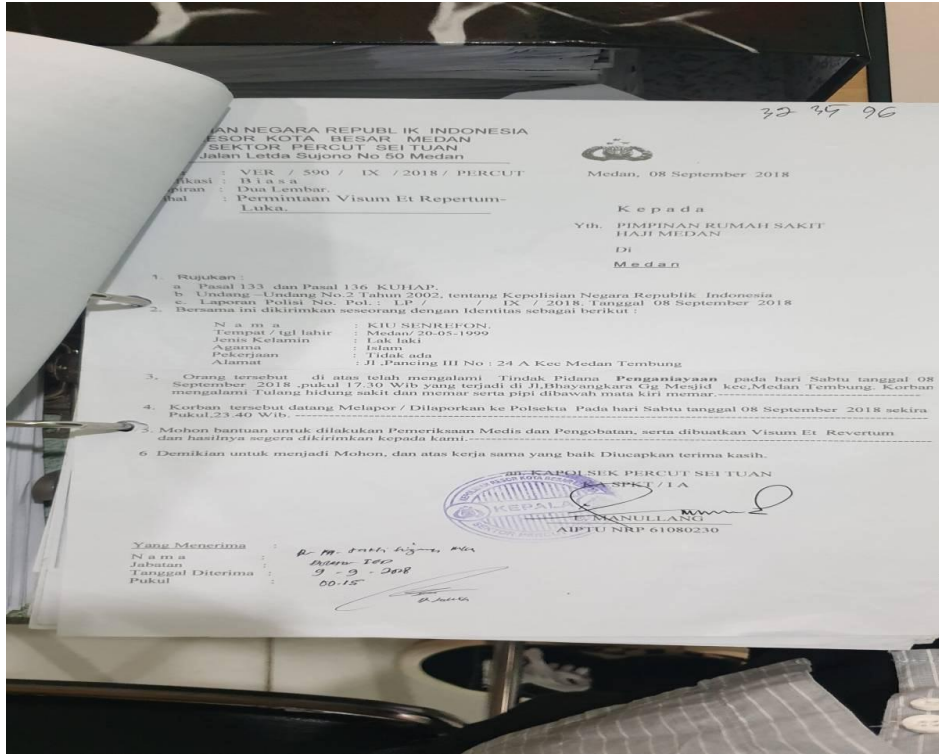 32 35 96
AN NEGARA REPUBL IK INDONESIA
ESOR KOTA BESAR MEDAN
SEKTOR PERCUT SEI TUAN
Jalan Letda Sujono No 50 Medan
: VER / 590 / IX / 2018 / PERCUT
Medan, 08 September 2018
fikasi : B i a s a
piran : Dua Lembar.
hal : Permintaan Visum Et Repertum-
Luka.
K e p a d a
Yth. PIMPINAN RUMAH SAKIT
HAJI MEDAN
Di
M e d a n
1. Rujukan :
a Pasal 133 dan Pasal 136 KUHAP.
b Undang –Undang No.2 Tahun 2002, tentang Kepolisian Negara Republik Indonesia
c. Laporan Polisi No. Pol.: LP / / IX / 2018, Tanggal 08 September 2018
2. Bersama ini dikirimkan seseorang dengan Identitas sebagai berikut :
N a m a : KIU SENREFON.
Tempat / tgl lahir : Medan/ 20-05-1999
Jenis Kelamin : Lak laki
Agama : Islam
Pekerjaan : Tidak ada
Alamat : Jl ,Pancing III No : 24 A Kec Medan Tembung
3, Orang tersebut di atas telah mengalami Tindak Pidana Penganiayaan pada hari Sabtu tanggal 08
September 2018 ,pukul 17.30 Wib yang terjadi di Jl,Bhayangkara Gg Mesjid kec,Medan Tembung. Korban
mengalami Tulang hidung sakit dan memar serta pipi dibawah mata kiri memar.
4. Korban tersebut datang Melapor / Dilaporkan ke Polsekta Pada hari Sabtu tanggal 08 September 2018 sekira
Pukul,23.40 Wib.
5. Mohon bantuan untuk dilakukan Pemeriksaan Medis dan Pengobatan, serta dibuatkan Visum Et Revertum
dan hasilnya segera dikirimkan kepada kami.
6 Demikian untuk menjadi Mohon, dan atas kerja sama yang baik Diucapkan terima kasih.
an. KAPOLSEK PERCUT SEI TUAN
KA SPKT / I A
KEPALA
E. MANULLANG
AIPTU NRP 61080230
Yang Menerima :
N a m a :
Jabatan :
Tanggal Diterima : 9 - 9 - 2018
Pukul : 00.15